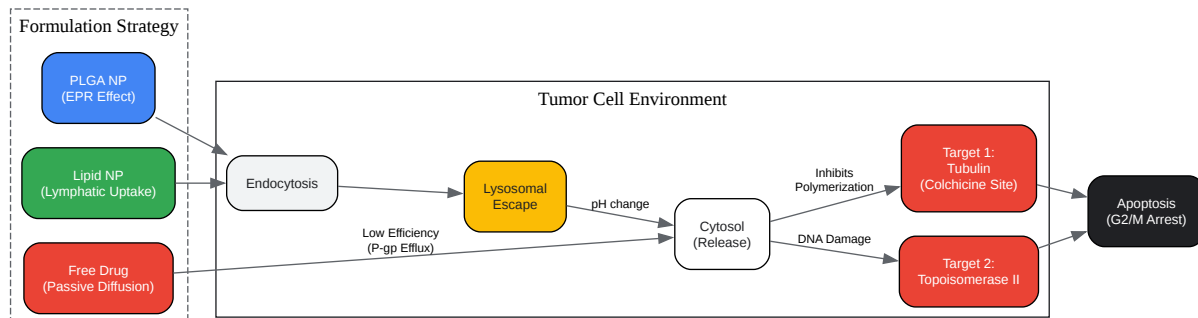 Formulation Strategy
PLGA NP
(EPR Effect)
Lipid NP
(Lymphatic Uptake)
Free Drug
(Passive Diffusion)
Tumor Cell Environment
Endocytosis
Low Efficiency
(P-gp Efflux)
Lysosomal
Escape
pH change
Cytosol
(Release)
Inhibits
Polymerization
DNA Damage
Target 1:
Tubulin
(Colchicine Site)
Target 2:
Topoisomerase II
Apoptosis
(G2/M Arrest)